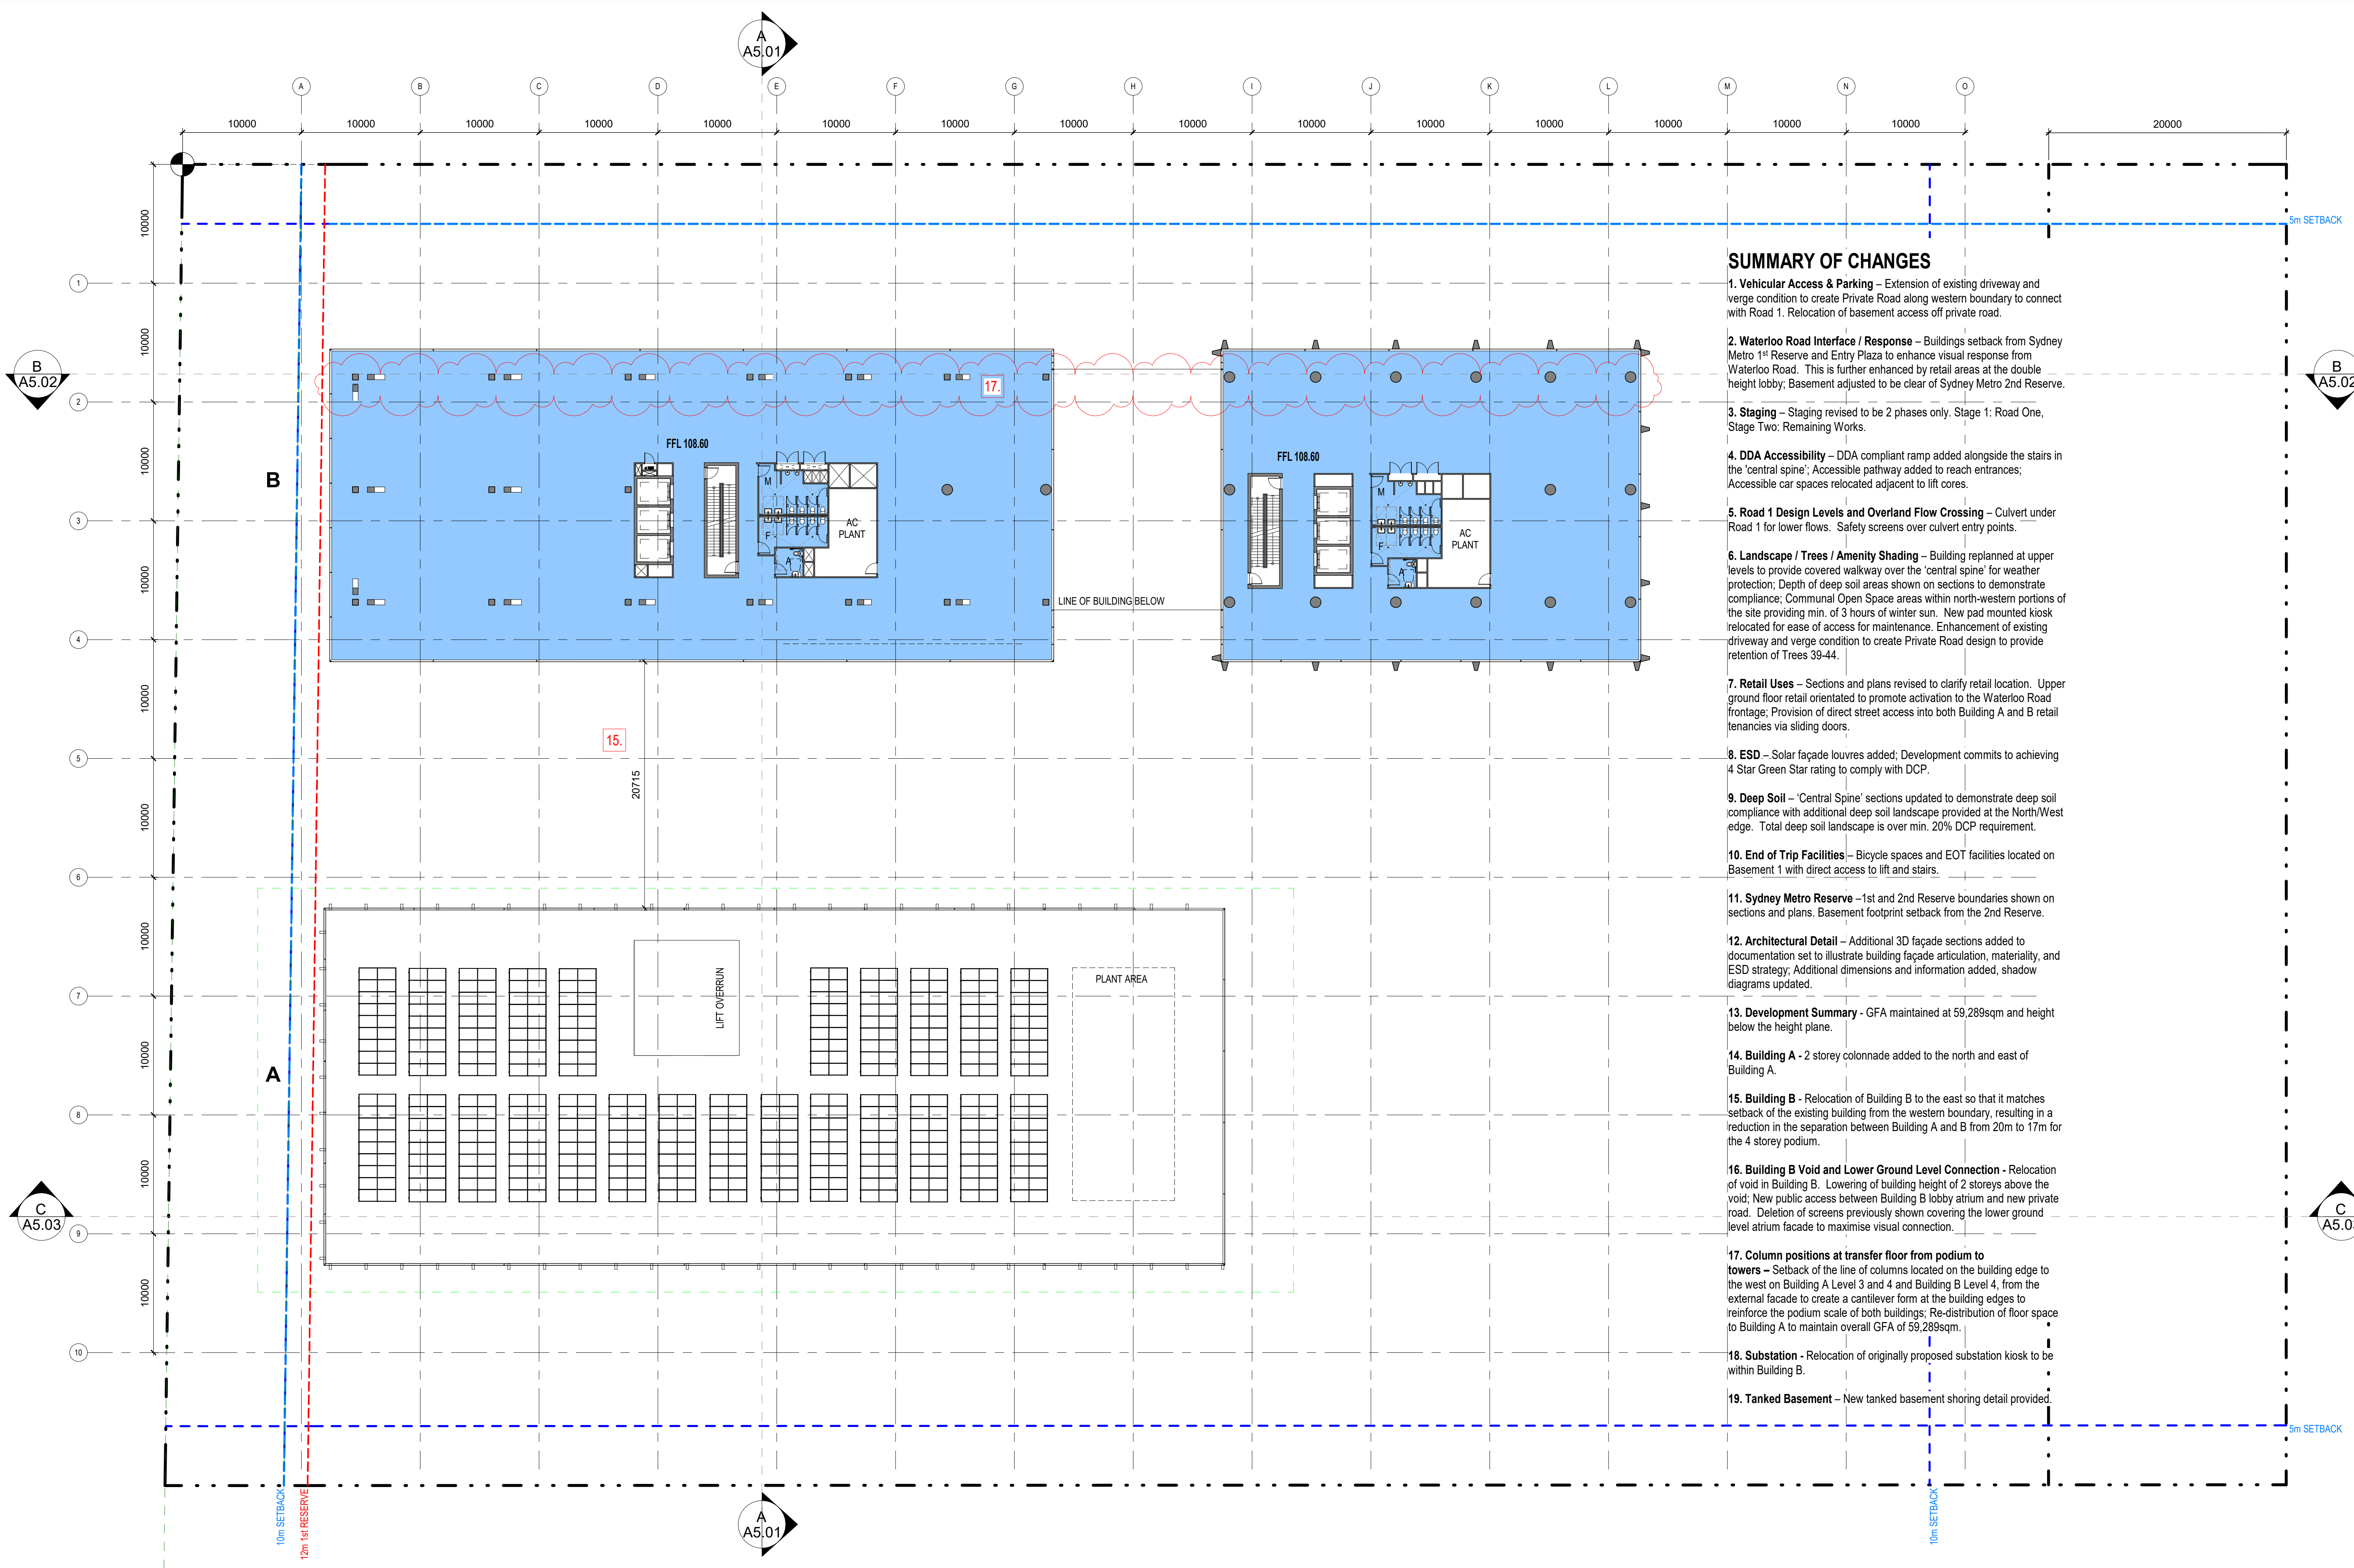 A
A5.01
A B C D E F G H I J K L M N O
10000 10000 10000 10000 10000 10000 10000 10000 10000 10000 10000 10000 10000 10000 10000 20000
5m SETBACK
10000
1
10000
B
A5.02
B
A5.02
2
17.
FFL 108.60
FFL 108.60
10000
B
M
M
3
AC
PLANT
AC
PLANT
F
F
A
A
10000
LINE OF BUILDING BELOW
4
10000
15.
5
20715
10000
6
10000
LIFT OVERRUN
PLANT AREA
7
10000
A
8
10000
C
A5.03
C
9
10000
10
SUMMARY OF CHANGES
1. Vehicular Access & Parking – Extension of existing driveway and
verge condition to create Private Road along western boundary to connect
with Road 1. Relocation of basement access off private road.
2. Waterloo Road Interface / Response – Buildings setback from Sydney
Metro 1st Reserve and Entry Plaza to enhance visual response from
Waterloo Road. This is further enhanced by retail areas at the double
height lobby; Basement adjusted to be clear of Sydney Metro 2nd Reserve.
3. Staging – Staging revised to be 2 phases only. Stage 1: Road One,
Stage Two: Remaining Works.
4. DDA Accessibility – DDA compliant ramp added alongside the stairs in
the 'central spine'; Accessible pathway added to reach entrances;
Accessible car spaces relocated adjacent to lift cores.
5. Road 1 Design Levels and Overland Flow Crossing – Culvert under
Road 1 for lower flows. Safety screens over culvert entry points.
6. Landscape / Trees / Amenity Shading – Building replanned at upper
levels to provide covered walkway over the 'central spine' for weather
protection; Depth of deep soil areas shown on sections to demonstrate
compliance; Communal Open Space areas within north-western portions of
the site providing min. of 3 hours of winter sun. New pad mounted kiosk
relocated for ease of access for maintenance. Enhancement of existing
driveway and verge condition to create Private Road design to provide
retention of Trees 39-44.
7. Retail Uses – Sections and plans revised to clarify retail location. Upper
ground floor retail orientated to promote activation to the Waterloo Road
frontage; Provision of direct street access into both Building A and B retail
tenancies via sliding doors.
8. ESD – Solar façade louvres added; Development commits to achieving
4 Star Green Star rating to comply with DCP.
9. Deep Soil – 'Central Spine' sections updated to demonstrate deep soil
compliance with additional deep soil landscape provided at the North/West
edge. Total deep soil landscape is over min. 20% DCP requirement.
10. End of Trip Facilities – Bicycle spaces and EOT facilities located on
Basement 1 with direct access to lift and stairs.
11. Sydney Metro Reserve –1st and 2nd Reserve boundaries shown on
sections and plans. Basement footprint setback from the 2nd Reserve.
12. Architectural Detail – Additional 3D façade sections added to
documentation set to illustrate building façade articulation, materiality, and
ESD strategy; Additional dimensions and information added, shadow
diagrams updated.
13. Development Summary - GFA maintained at 59,289sqm and height
below the height plane.
14. Building A - 2 storey colonnade added to the north and east of
Building A.
15. Building B - Relocation of Building B to the east so that it matches
setback of the existing building from the western boundary, resulting in a
reduction in the separation between Building A and B from 20m to 17m for
the 4 storey podium.
16. Building B Void and Lower Ground Level Connection - Relocation
of void in Building B. Lowering of building height of 2 storeys above the
void; New public access between Building B lobby atrium and new private
road. Deletion of screens previously shown covering the lower ground
level atrium facade to maximise visual connection.
17. Column positions at transfer floor from podium to
towers – Setback of the line of columns located on the building edge to
the west on Building A Level 3 and 4 and Building B Level 4, from the
external facade to create a cantilever form at the building edges to
reinforce the podium scale of both buildings; Re-distribution of floor space
to Building A to maintain overall GFA of 59,289sqm.
18. Substation - Relocation of originally proposed substation kiosk to be
within Building B.
19. Tanked Basement – New tanked basement shoring detail provided.
5m SETBACK
10m SETBACK
12m 1st RESERVE
10m SETBACK
A
A5.01